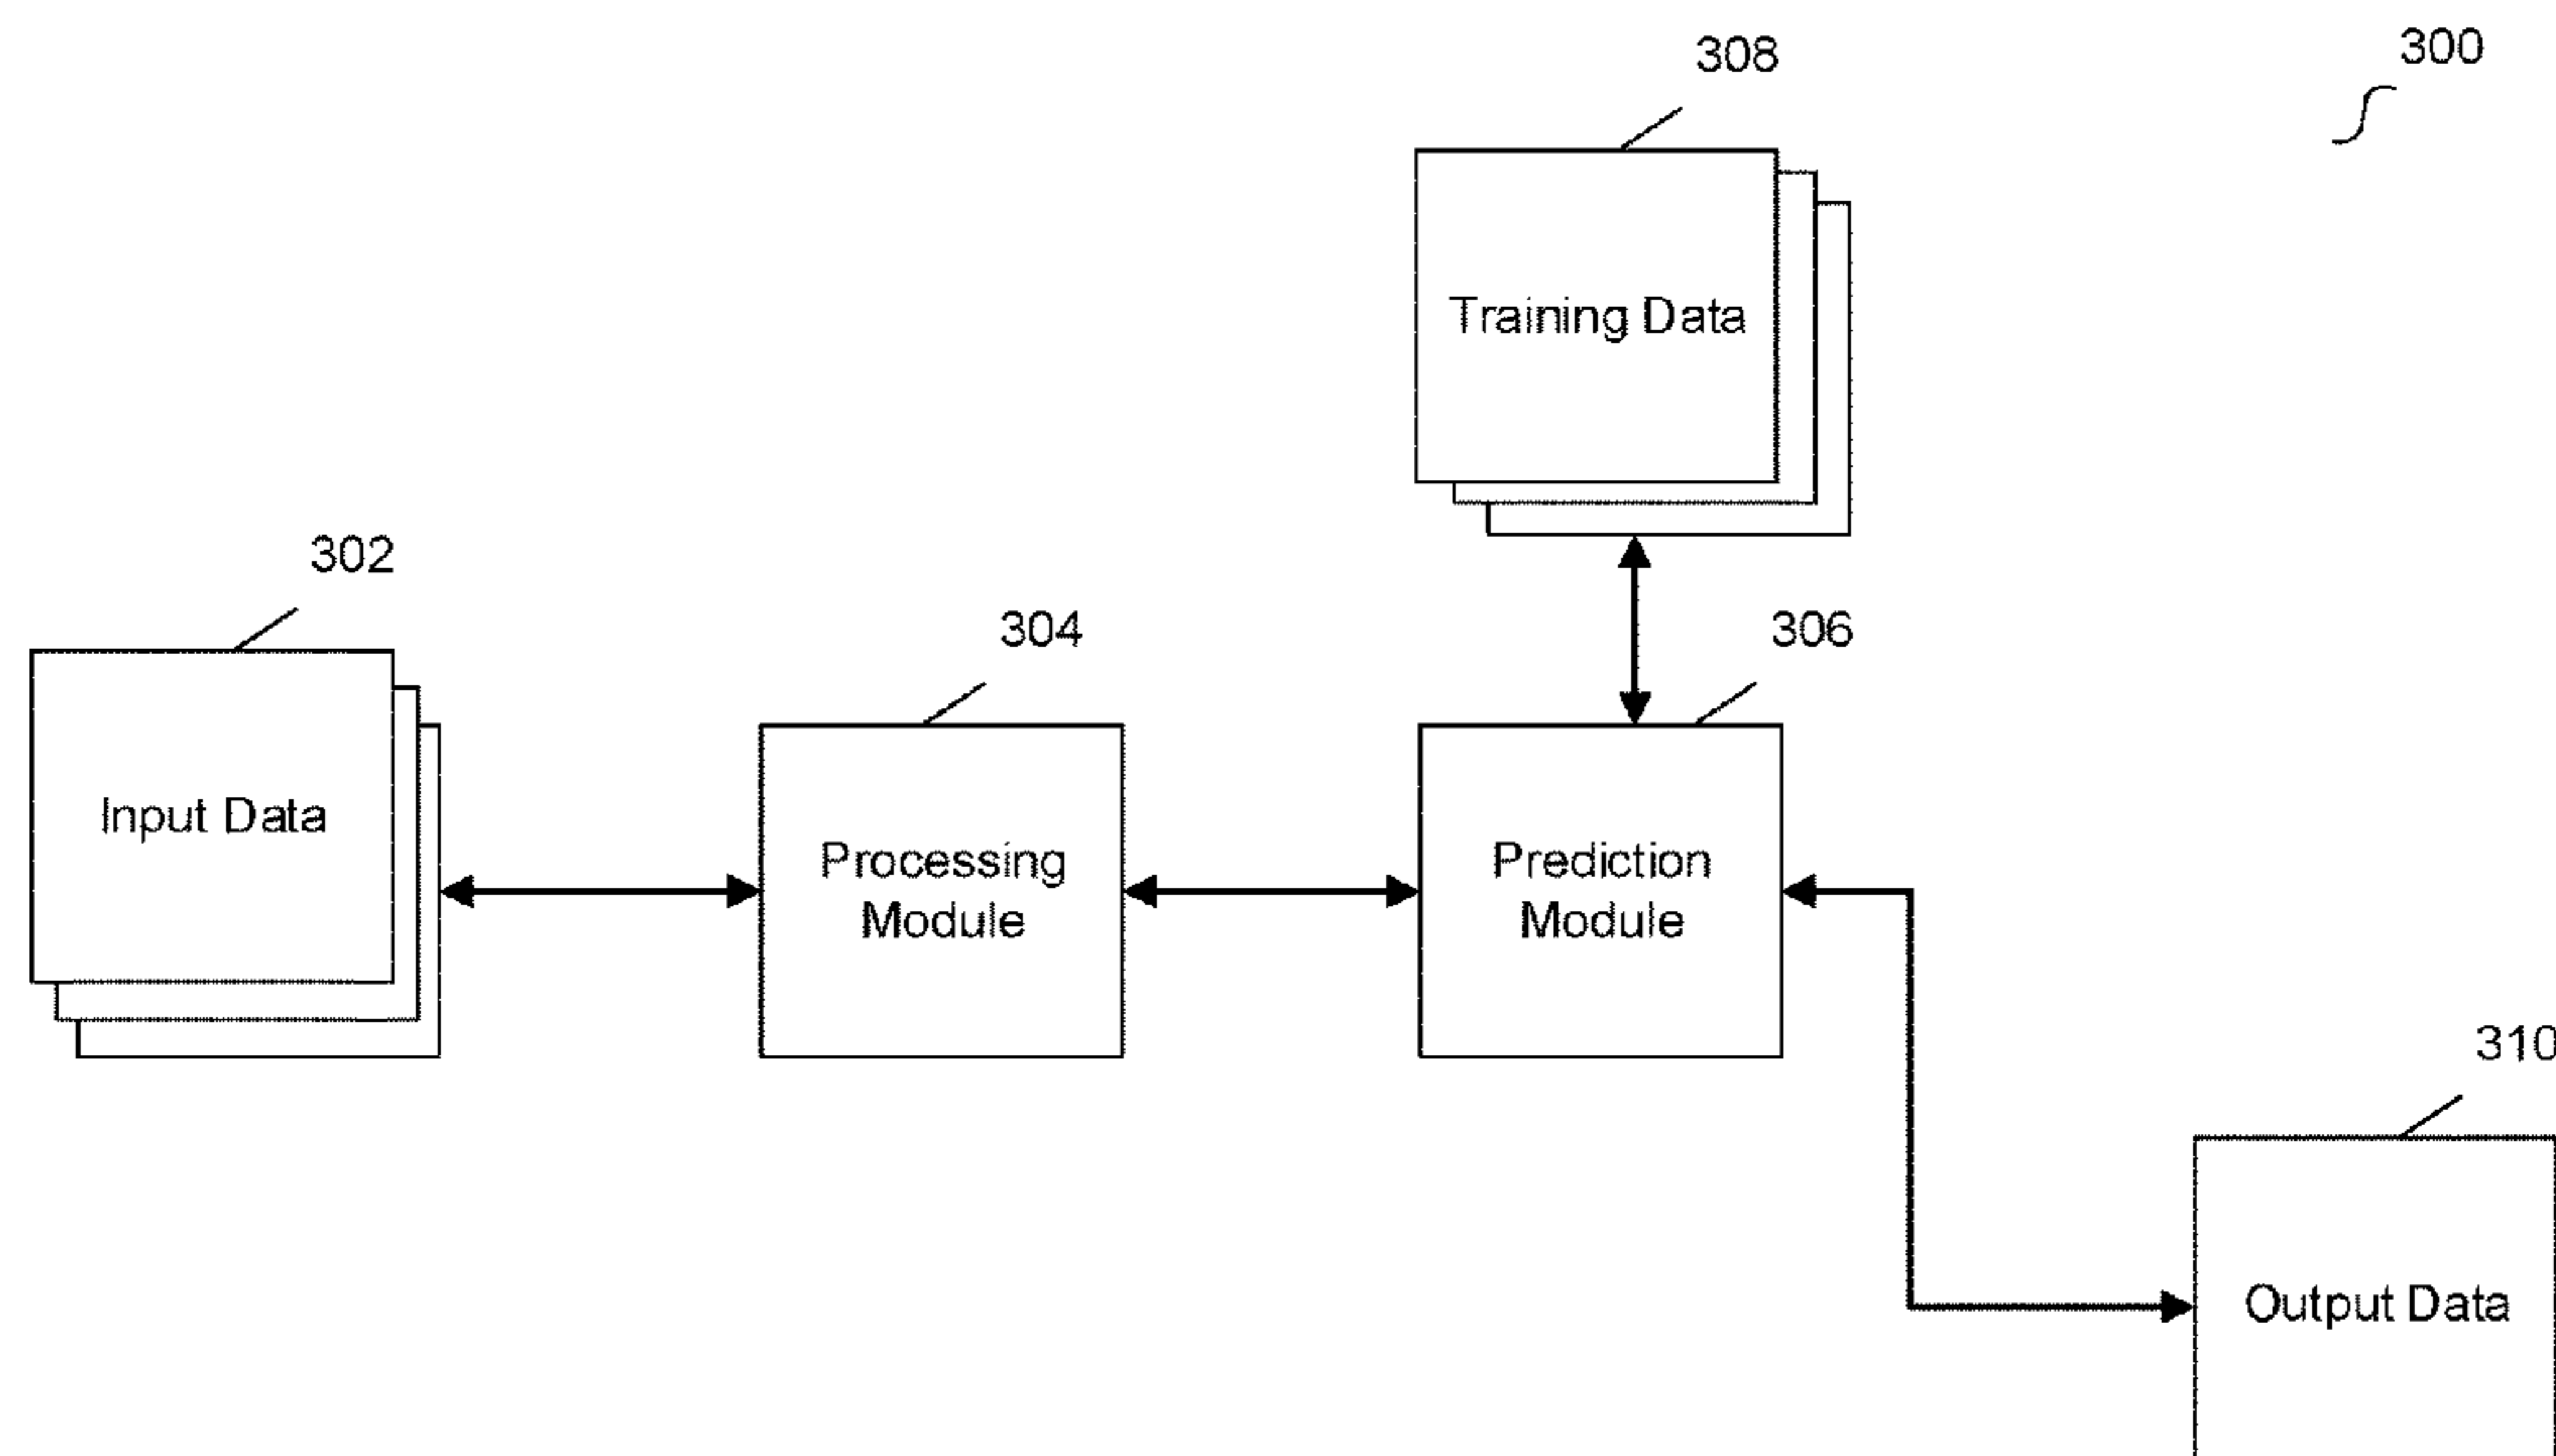 300
308
Training Data
302
304
306
Input Data
Processing
Module
Prediction
Module
310
Output Data